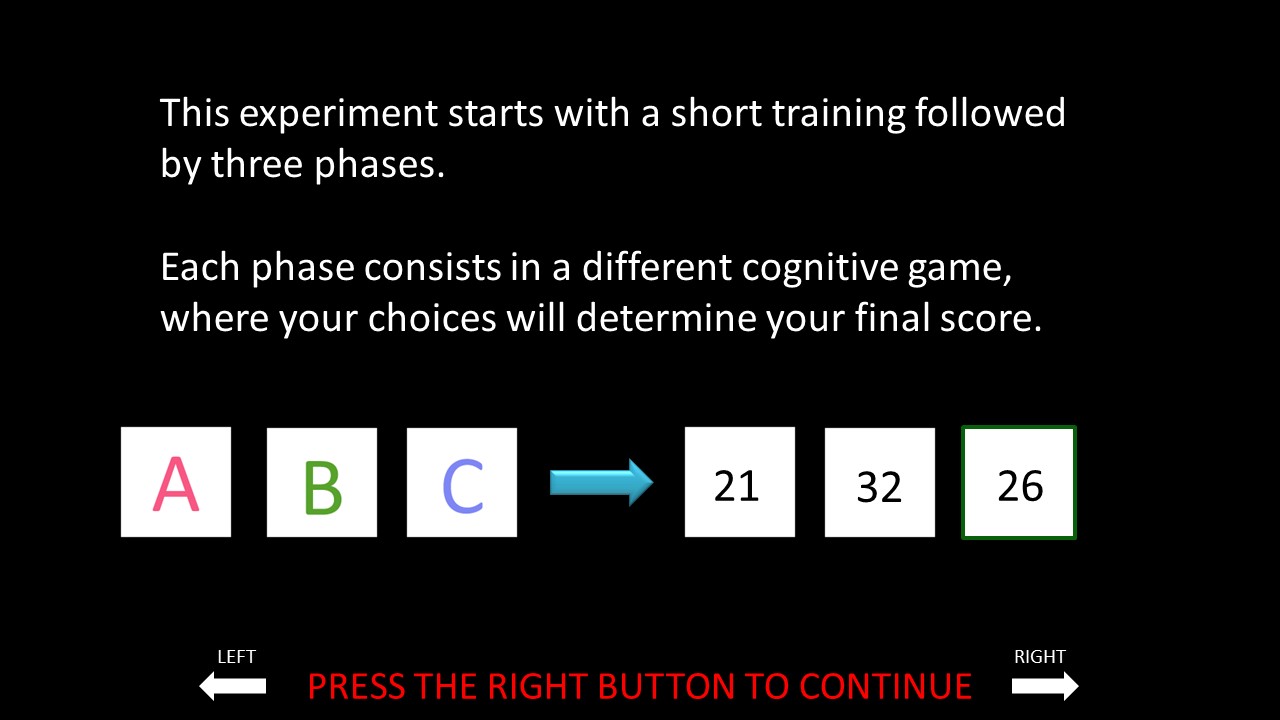 This experiment starts with a short training followed
by three phases.
Each phase consists in a different cognitive game,
where your choices will determine your final score.
A B C 21 32 26
LEFT RIGHT
PRESS THE RIGHT BUTTON TO CONTINUE